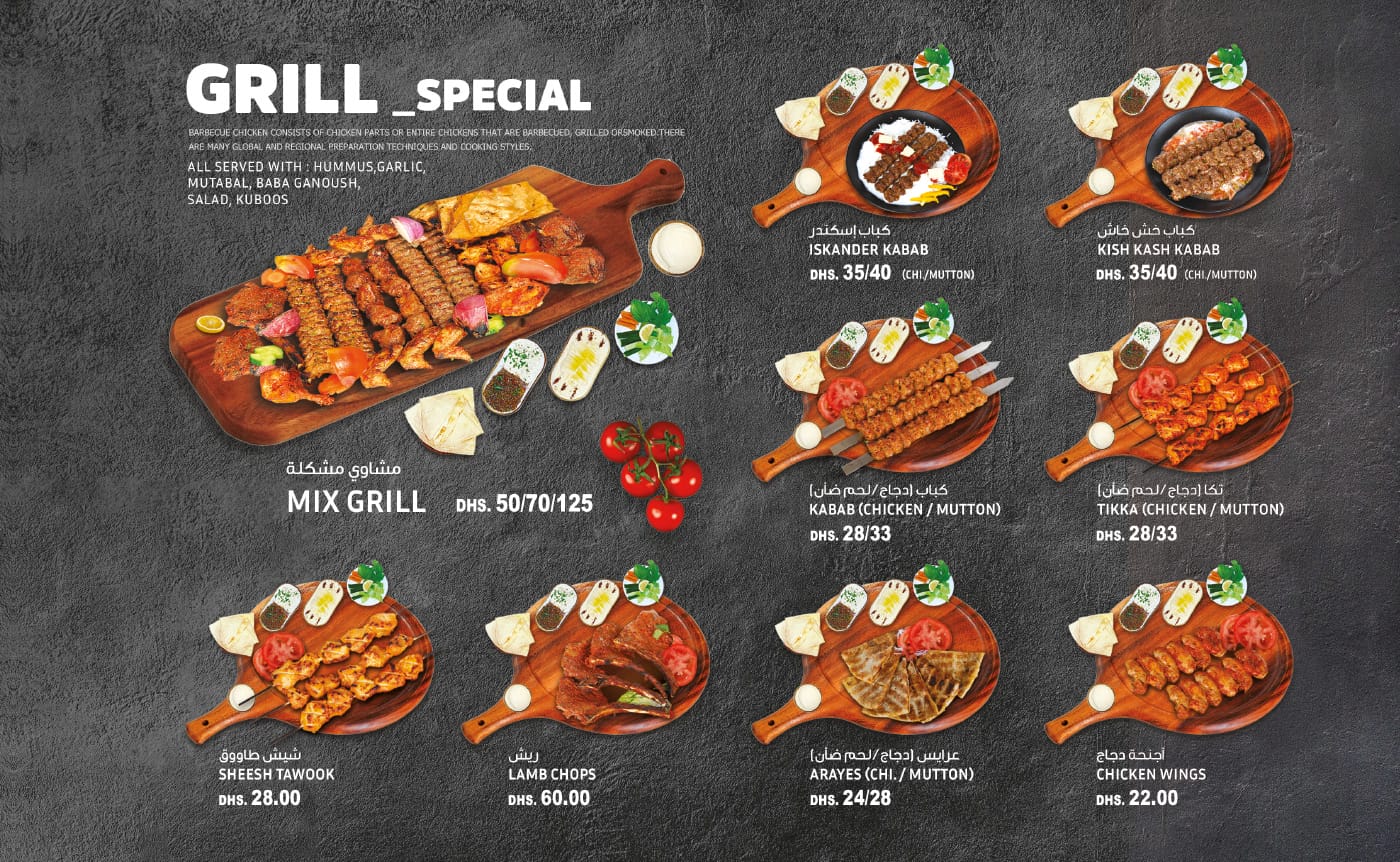 GRILL _SPECIAL
BARBECUE CHICKEN CONSISTS OF CHICKEN PARTS OR ENTIRE CHICKENS THAT ARE BARBECUED, GRILLED ORSMOKED.THERE
ARE MANY GLOBAL AND REGIONAL PREPARATION TECHNIQUES AND COOKING STYLES.
ALL SERVED WITH : HUMMUS,GARLIC,
MUTABAL, BABA GANOUSH,
SALAD, KUBOOS
مشاوي مشكلة
MIX GRILL DHS. 50/70/125
كباب إسكندر
ISKANDER KABAB
DHS. 35/40 (CHI./MUTTON)
كباب خش خاش
KISH KASH KABAB
DHS. 35/40 (CHI./MUTTON)
كباب (دجاج/لحم ضأن)
KABAB (CHICKEN / MUTTON)
DHS. 28/33
تكا (دجاج/لحم ضأن)
TIKKA (CHICKEN / MUTTON)
DHS. 28/33
شيش طاووق
SHEESH TAWOOK
DHS. 28.00
ريش
LAMB CHOPS
DHS. 60.00
عرايس (دجاج/لحم ضأن)
ARAYES (CHI. / MUTTON)
DHS. 24/28
أجنحة دجاج
CHICKEN WINGS
DHS. 22.00